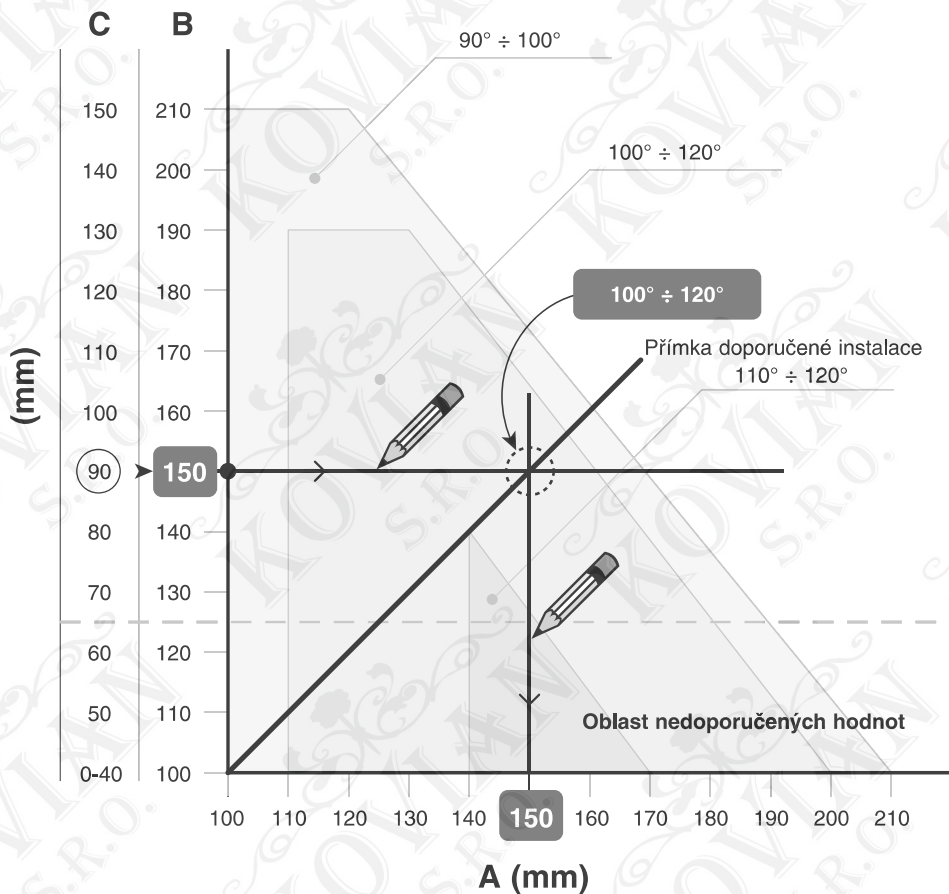 C B
90° ÷ 100°
100° ÷ 120°
100° ÷ 120°
Přímka doporučené instalace
110° ÷ 120°
(mm)
150 210
140 200
130 190
120 180
110 170
100 160
90 150
80 140
70 130
60 120
50 110
0-40 100
Oblast nedoporučených hodnot
100 110 120 130 140 150 160 170 180 190 200 210
A (mm)
KOVIAN
S.R.O.